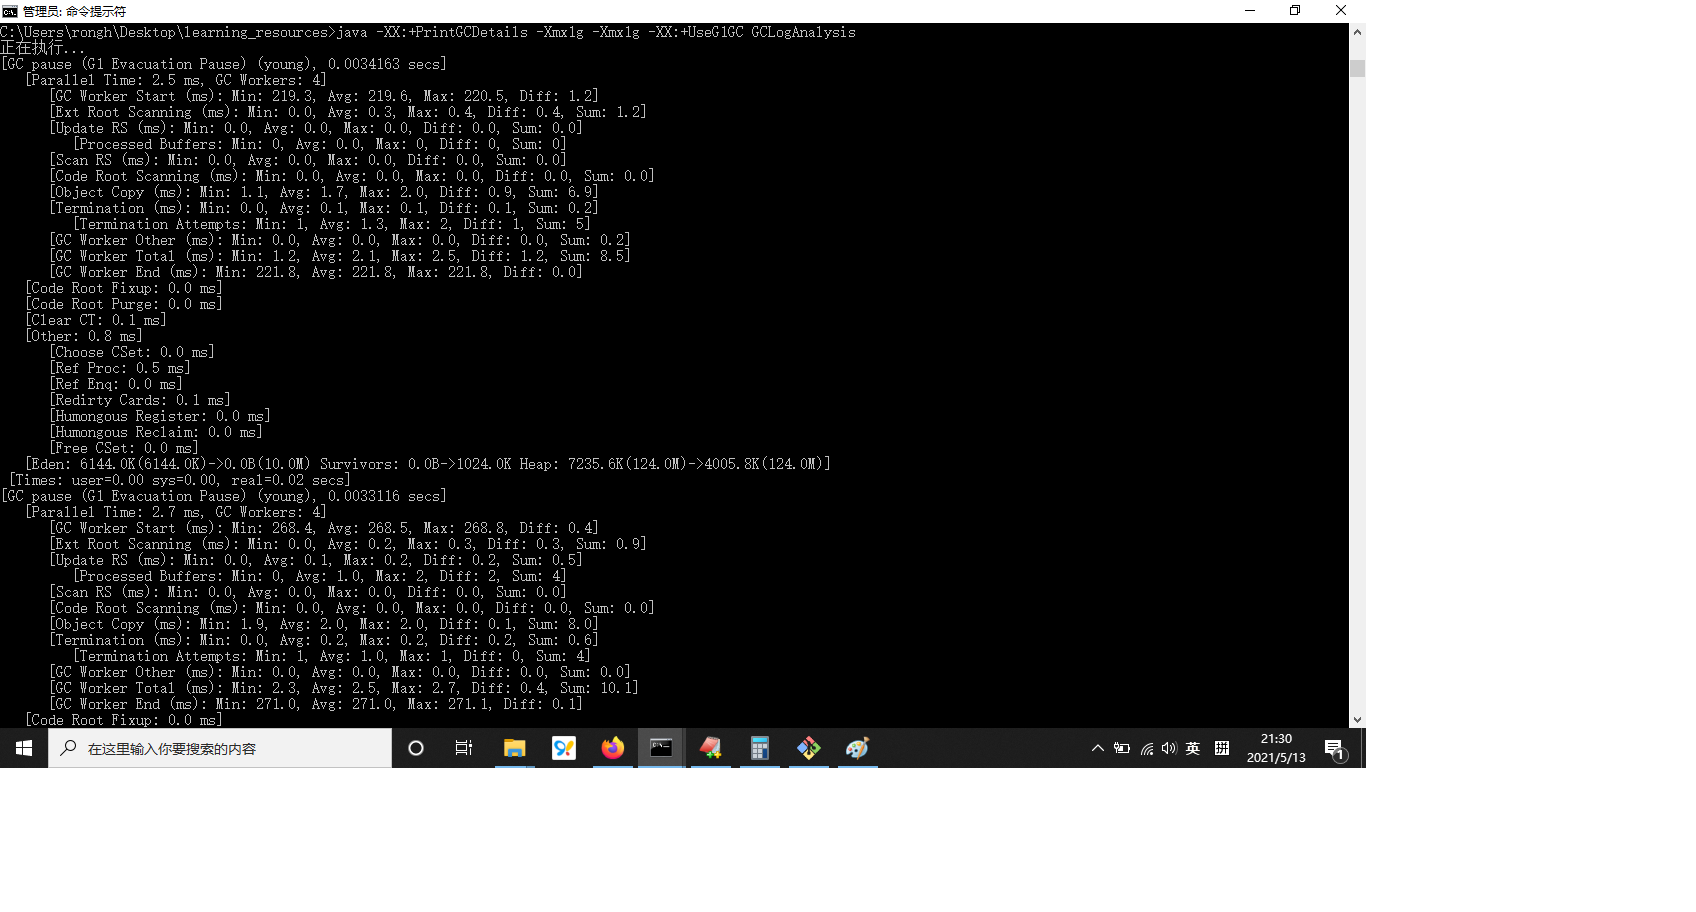 管理员: 命令提示符
C:\Users\rongh\Desktop\learning_resources>java -XX:+PrintGCDetails -Xmx1g -Xmx1g -XX:+UseG1GC GCLogAnalysis
正在执行...
[GC pause (G1 Evacuation Pause) (young), 0.0034163 secs]
   [Parallel Time: 2.5 ms, GC Workers: 4]
      [GC Worker Start (ms): Min: 219.3, Avg: 219.6, Max: 220.5, Diff: 1.2]
      [Ext Root Scanning (ms): Min: 0.0, Avg: 0.3, Max: 0.4, Diff: 0.4, Sum: 1.2]
      [Update RS (ms): Min: 0.0, Avg: 0.0, Max: 0.0, Diff: 0.0, Sum: 0.0]
         [Processed Buffers: Min: 0, Avg: 0.0, Max: 0, Diff: 0, Sum: 0]
      [Scan RS (ms): Min: 0.0, Avg: 0.0, Max: 0.0, Diff: 0.0, Sum: 0.0]
      [Code Root Scanning (ms): Min: 0.0, Avg: 0.0, Max: 0.0, Diff: 0.0, Sum: 0.0]
      [Object Copy (ms): Min: 1.1, Avg: 1.7, Max: 2.0, Diff: 0.9, Sum: 6.9]
      [Termination (ms): Min: 0.0, Avg: 0.1, Max: 0.1, Diff: 0.1, Sum: 0.2]
         [Termination Attempts: Min: 1, Avg: 1.3, Max: 2, Diff: 1, Sum: 5]
      [GC Worker Other (ms): Min: 0.0, Avg: 0.0, Max: 0.0, Diff: 0.0, Sum: 0.2]
      [GC Worker Total (ms): Min: 1.2, Avg: 2.1, Max: 2.5, Diff: 1.2, Sum: 8.5]
      [GC Worker End (ms): Min: 221.8, Avg: 221.8, Max: 221.8, Diff: 0.0]
   [Code Root Fixup: 0.0 ms]
   [Code Root Purge: 0.0 ms]
   [Clear CT: 0.1 ms]
   [Other: 0.8 ms]
      [Choose CSet: 0.0 ms]
      [Ref Proc: 0.5 ms]
      [Ref Enq: 0.0 ms]
      [Redirty Cards: 0.1 ms]
      [Humongous Register: 0.0 ms]
      [Humongous Reclaim: 0.0 ms]
      [Free CSet: 0.0 ms]
   [Eden: 6144.0K(6144.0K)->0.0B(10.0M) Survivors: 0.0B->1024.0K Heap: 7235.6K(124.0M)->4005.8K(124.0M)]
 [Times: user=0.00 sys=0.00, real=0.02 secs]
[GC pause (G1 Evacuation Pause) (young), 0.0033116 secs]
   [Parallel Time: 2.7 ms, GC Workers: 4]
      [GC Worker Start (ms): Min: 268.4, Avg: 268.5, Max: 268.8, Diff: 0.4]
      [Ext Root Scanning (ms): Min: 0.0, Avg: 0.2, Max: 0.3, Diff: 0.3, Sum: 0.9]
      [Update RS (ms): Min: 0.0, Avg: 0.1, Max: 0.2, Diff: 0.2, Sum: 0.5]
         [Processed Buffers: Min: 0, Avg: 1.0, Max: 2, Diff: 2, Sum: 4]
      [Scan RS (ms): Min: 0.0, Avg: 0.0, Max: 0.0, Diff: 0.0, Sum: 0.0]
      [Code Root Scanning (ms): Min: 0.0, Avg: 0.0, Max: 0.0, Diff: 0.0, Sum: 0.0]
      [Object Copy (ms): Min: 1.9, Avg: 2.0, Max: 2.0, Diff: 0.1, Sum: 8.0]
      [Termination (ms): Min: 0.0, Avg: 0.2, Max: 0.2, Diff: 0.2, Sum: 0.6]
         [Termination Attempts: Min: 1, Avg: 1.0, Max: 1, Diff: 0, Sum: 4]
      [GC Worker Other (ms): Min: 0.0, Avg: 0.0, Max: 0.0, Diff: 0.0, Sum: 0.0]
      [GC Worker Total (ms): Min: 2.3, Avg: 2.5, Max: 2.7, Diff: 0.4, Sum: 10.1]
      [GC Worker End (ms): Min: 271.0, Avg: 271.0, Max: 271.1, Diff: 0.1]
   [Code Root Fixup: 0.0 ms]
在这里输入你要搜索的内容
英
拼
21:30
2021/5/13
1